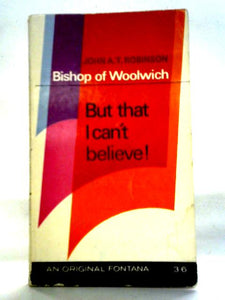 JOHN A.T. ROBINSON
Bishop of Woolwich
But that
I can't
believe!
AN ORIGINAL FONTANA 3 6